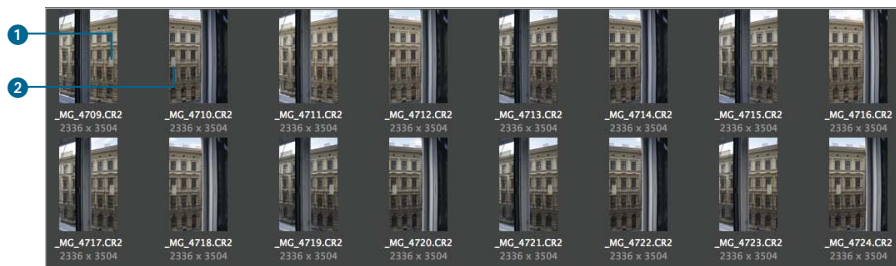 1
2
_MG_4709.CR2 _MG_4710.CR2 _MG_4711.CR2 _MG_4712.CR2 _MG_4713.CR2 _MG_4714.CR2 _MG_4715.CR2 _MG_4716.CR2
2336 x 3504 2336 x 3504 2336 x 3504 2336 x 3504 2336 x 3504 2336 x 3504 2336 x 3504 2336 x 3504
_MG_4717.CR2 _MG_4718.CR2 _MG_4719.CR2 _MG_4720.CR2 _MG_4721.CR2 _MG_4722.CR2 _MG_4723.CR2 _MG_4724.CR2
2336 x 3504 2336 x 3504 2336 x 3504 2336 x 3504 2336 x 3504 2336 x 3504 2336 x 3504 2336 x 3504